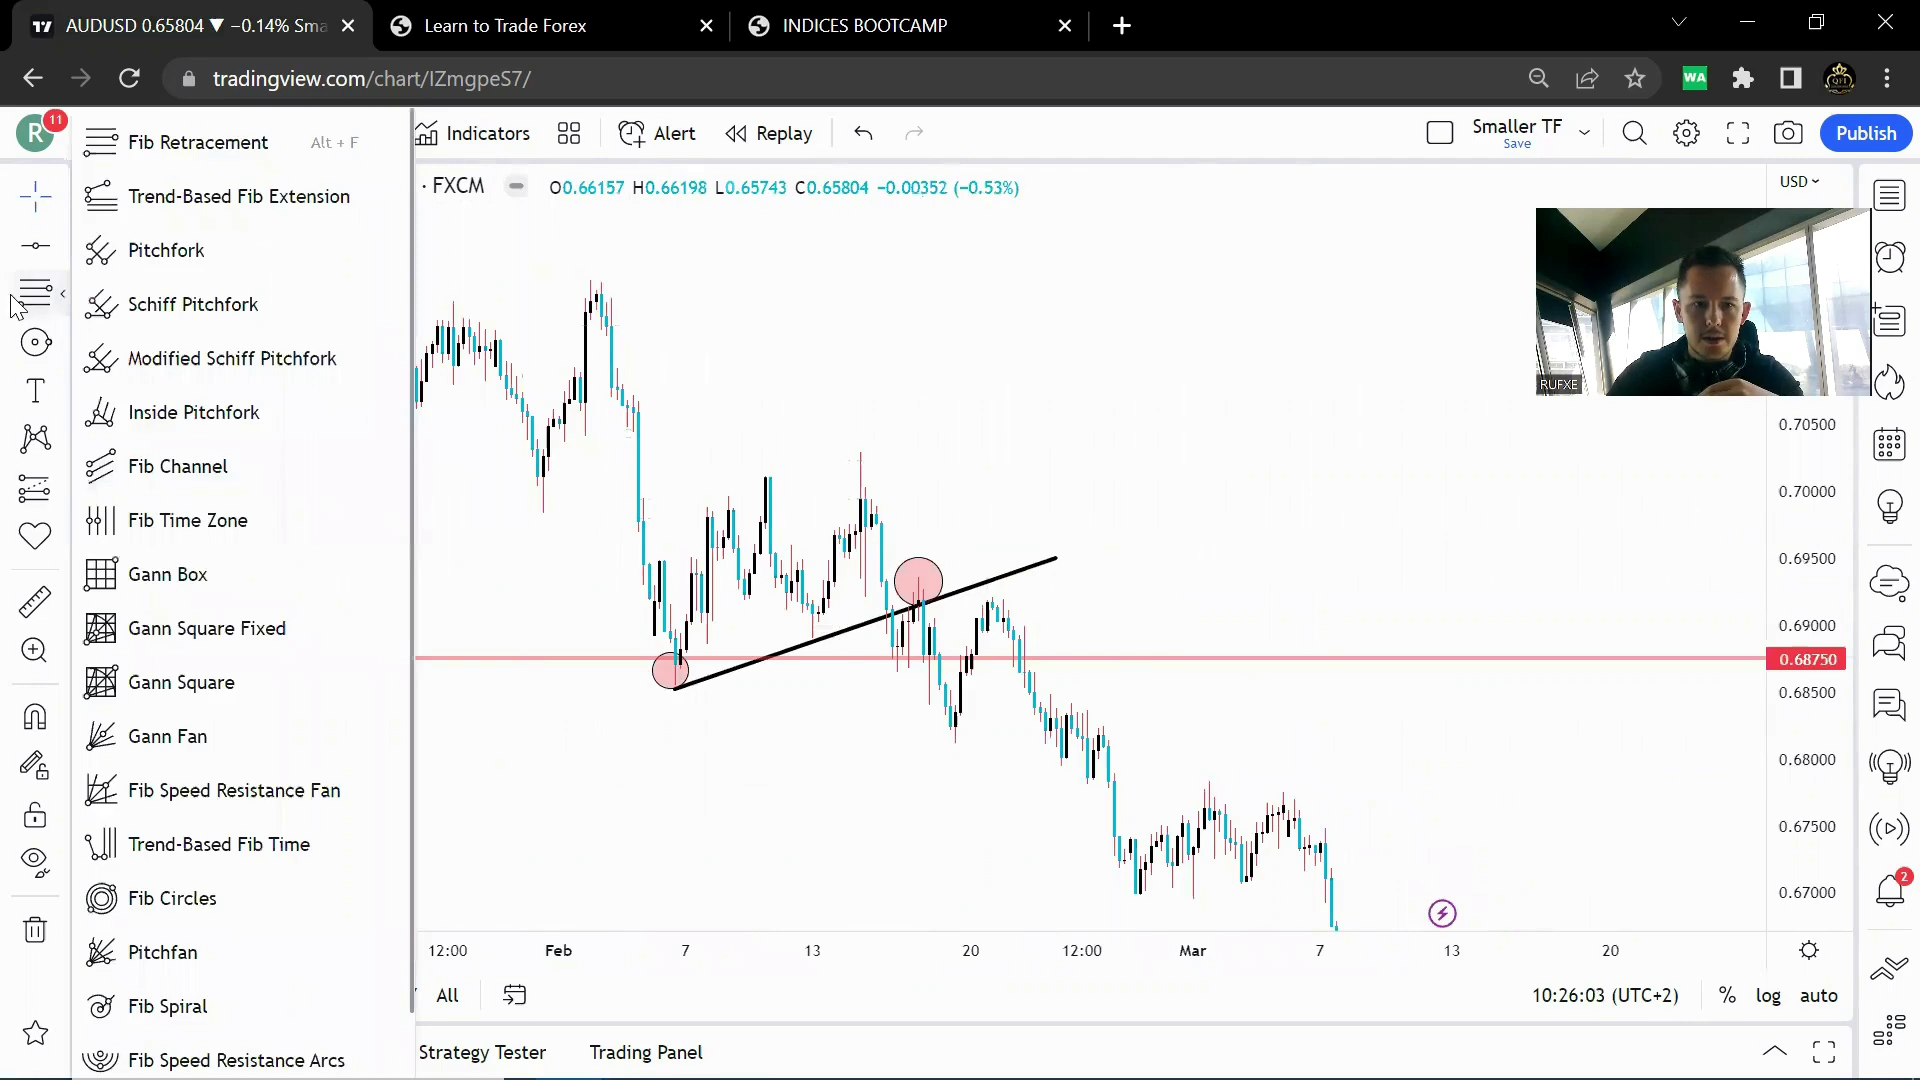 AUDUSD 0.65804 ▼ −0.14% Sma
Learn to Trade Forex
INDICES BOOTCAMP
tradingview.com/chart/IZmgpeS7/
WA
R
11
Fib Retracement Alt + F
Trend-Based Fib Extension
Pitchfork
Schiff Pitchfork
Modified Schiff Pitchfork
Inside Pitchfork
Fib Channel
Fib Time Zone
Gann Box
Gann Square Fixed
Gann Square
Gann Fan
Fib Speed Resistance Fan
Trend-Based Fib Time
Fib Circles
Pitchfan
Fib Spiral
Fib Speed Resistance Arcs
Indicators
Alert
Replay
Smaller TF
Save
Publish
· FXCM O0.66157 H0.66198 L0.65743 C0.65804 −0.00352 (−0.53%)
USD
RUFXE
0.70500
0.70000
0.69500
0.69000
0.68750
0.68500
0.68000
0.67500
0.67000
2
12:00 Feb 7 13 20 12:00 Mar 7 13 20
All
10:26:03 (UTC+2) % log auto
Strategy Tester Trading Panel